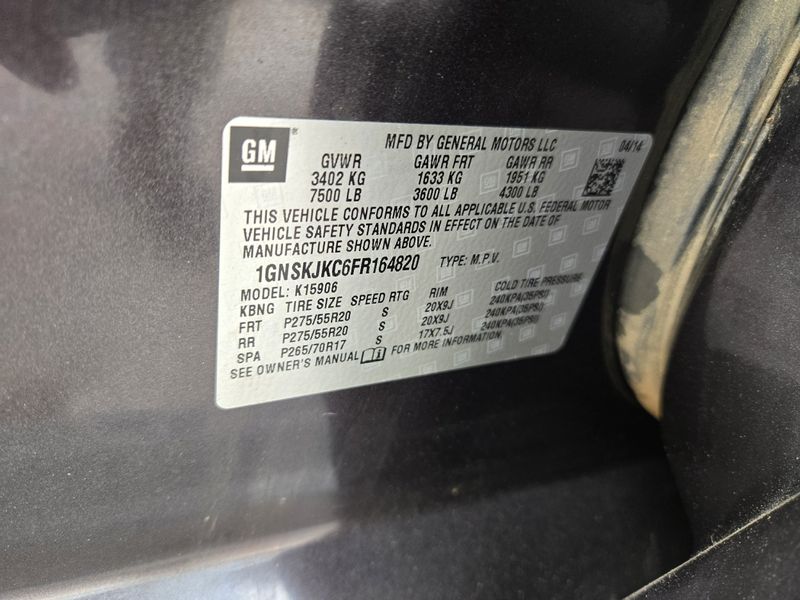 GM
MFD BY GENERAL MOTORS LLC 04/14
GVWR GAWR FRT GAWR RR
3402 KG 1633 KG 1951 KG
7500 LB 3600 LB 4300 LB
THIS VEHICLE CONFORMS TO ALL APPLICABLE U.S. FEDERAL MOTOR
VEHICLE SAFETY STANDARDS IN EFFECT ON THE DATE OF
MANUFACTURE SHOWN ABOVE.
1GNSKJKC6FR164820 TYPE: M.P.V.
MODEL: K15906
KBNG TIRE SIZE SPEED RTG RIM COLD TIRE PRESSURE
FRT P275/55R20 S 20X9J 240KPA(35PSI)
RR P275/55R20 S 20X9J 240KPA(35PSI)
SPA P265/70R17 S 17X7.5J 240KPA(35PSI)
SEE OWNER'S MANUAL FOR MORE INFORMATION.